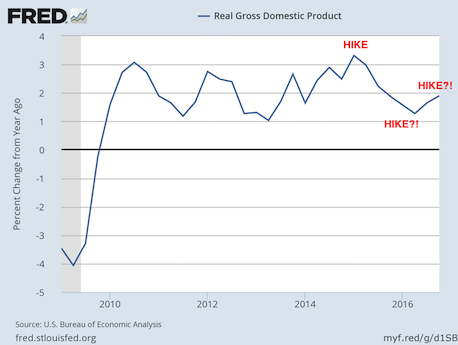 FRED
Real Gross Domestic Product
Percent Change from Year Ago
4
3
2
1
0
-1
-2
-3
-4
-5
HIKE
HIKE?!
HIKE?!
2010
2012
2014
2016
Source: U.S. Bureau of Economic Analysis
fred.stlouisfed.org
myf.red/g/d1SB